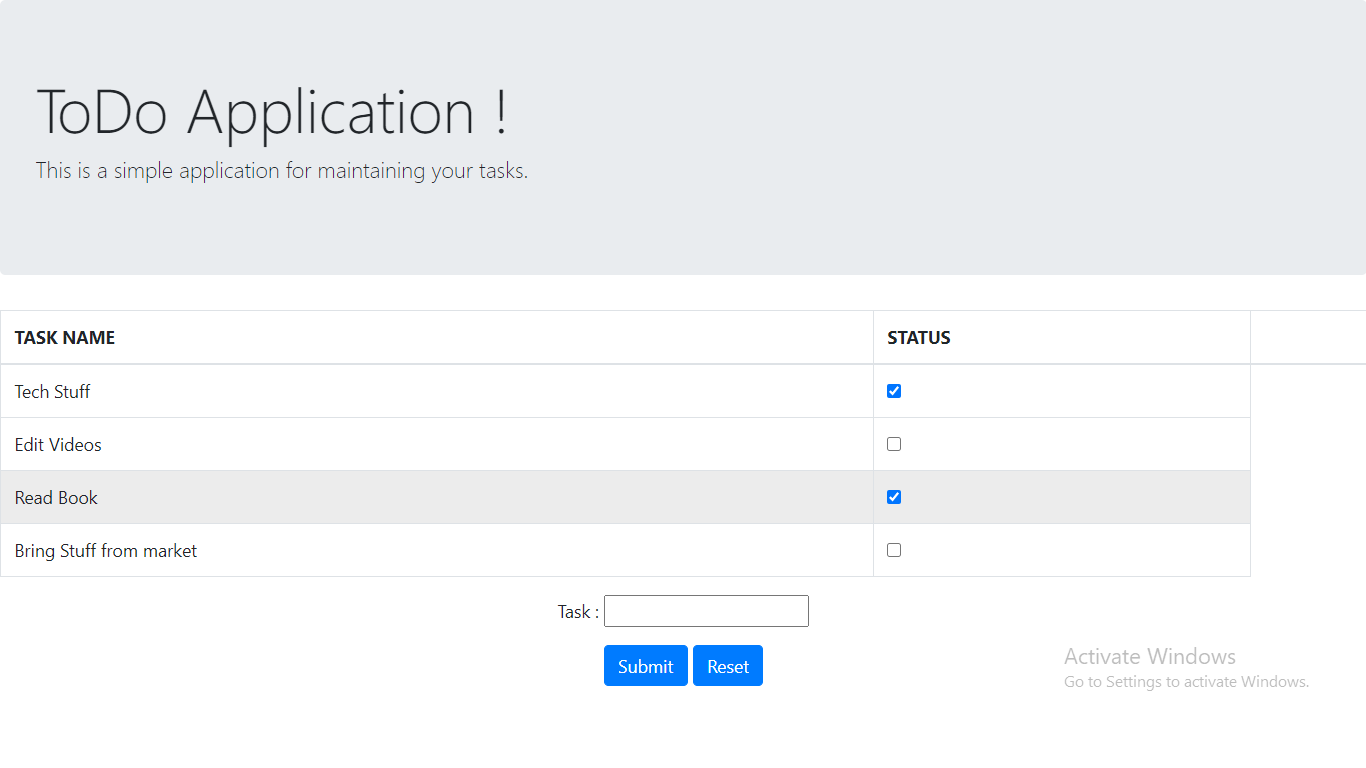 ToDo Application !
This is a simple application for maintaining your tasks.
TASK NAME STATUS
Tech Stuff
Edit Videos
Read Book
Bring Stuff from market
Task :
Submit Reset
Activate Windows
Go to Settings to activate Windows.